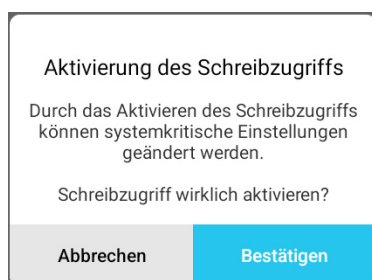 Aktivierung des Schreibzugriffs
Durch das Aktivieren des Schreibzugriffs
können systemkritische Einstellungen
geändert werden.
Schreibzugriff wirklich aktivieren?
Abbrechen
Bestätigen